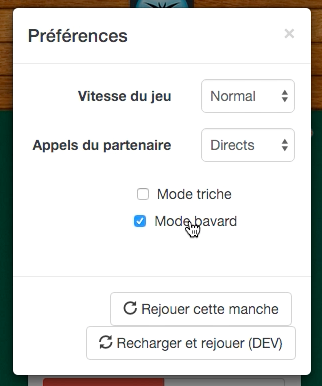 Préférences ×
Vitesse du jeu Normal
Appels du partenaire Directs
Mode triche
Mode bavard
Rejouer cette manche
Recharger et rejouer (DEV)